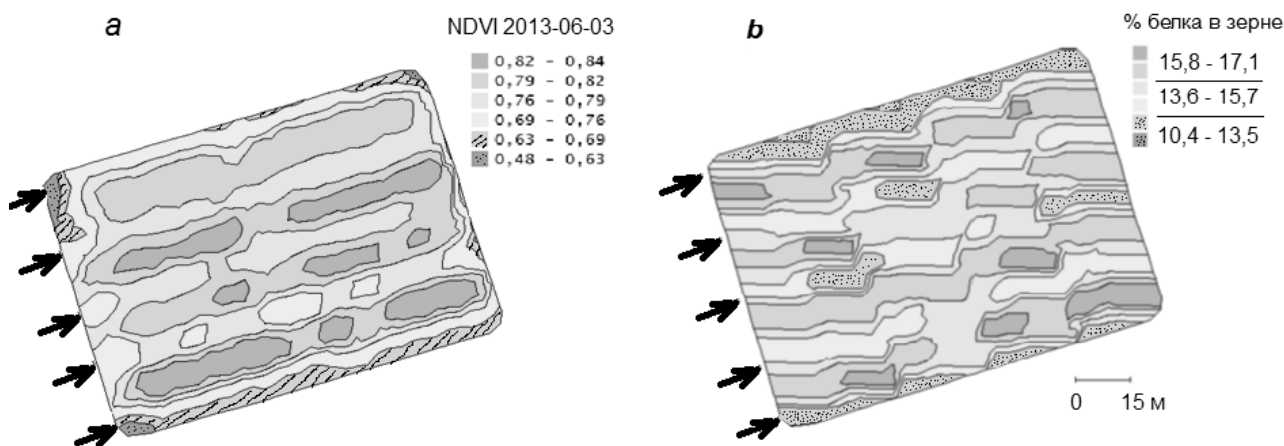 a
NDVI 2013-06-03
0,82 - 0,84
0,79 - 0,82
0,76 - 0,79
0,69 - 0,76
0,63 - 0,69
0,48 - 0,63
b
% белка в зерне
15,8 - 17,1
13,6 - 15,7
10,4 - 13,5
0 15 м